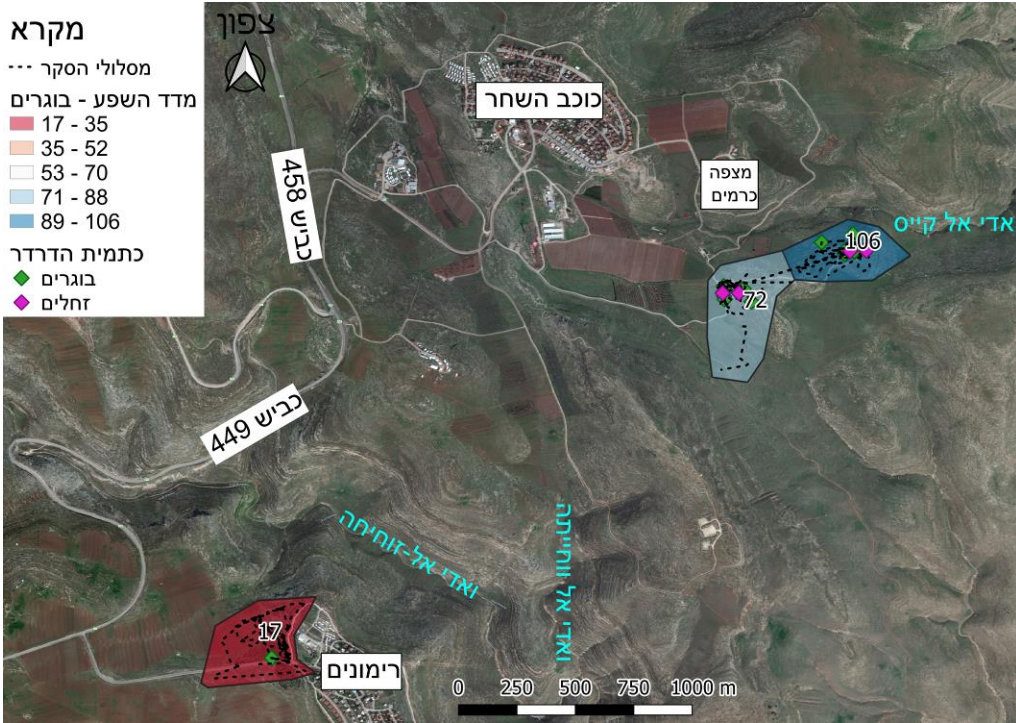 מקרא
מסלולי הסקר
מדד השפע - בוגרים
17 - 35
35 - 52
53 - 70
71 - 88
89 - 106
כתמית הדרדר
בוגרים
זחלים
צפון
כוכב השחר
מצפה
כרמים
כביש 458
אדי אל קייס
106
72
כביש 449
ואדי אל-זוחיחה
ואדי אל ווחייתה
17
רימונים
0 250 500 750 1000 m